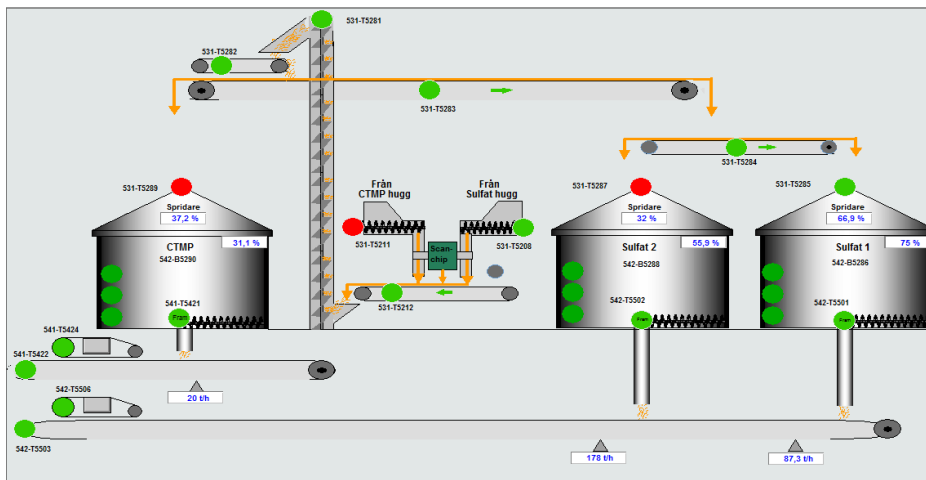 531-T5281
531-T5282
531-T5283
531-T5284
531-T5289
Spridare
37,2 %
CTMP
31,1 %
542-B5290
541-T5421
Fram
Från
CTMP hugg
Från
Sulfat hugg
531-T5211
531-T5208
Scan-
chip
531-T5212
531-T5287
Spridare
32 %
Sulfat 2
55,9 %
542-B5288
542-T5502
Fram
531-T5285
Spridare
66,9 %
Sulfat 1
75 %
542-B5286
542-T5501
Fram
541-T5424
541-T5422
20 t/h
542-T5506
542-T5503
178 t/h
87,3 t/h